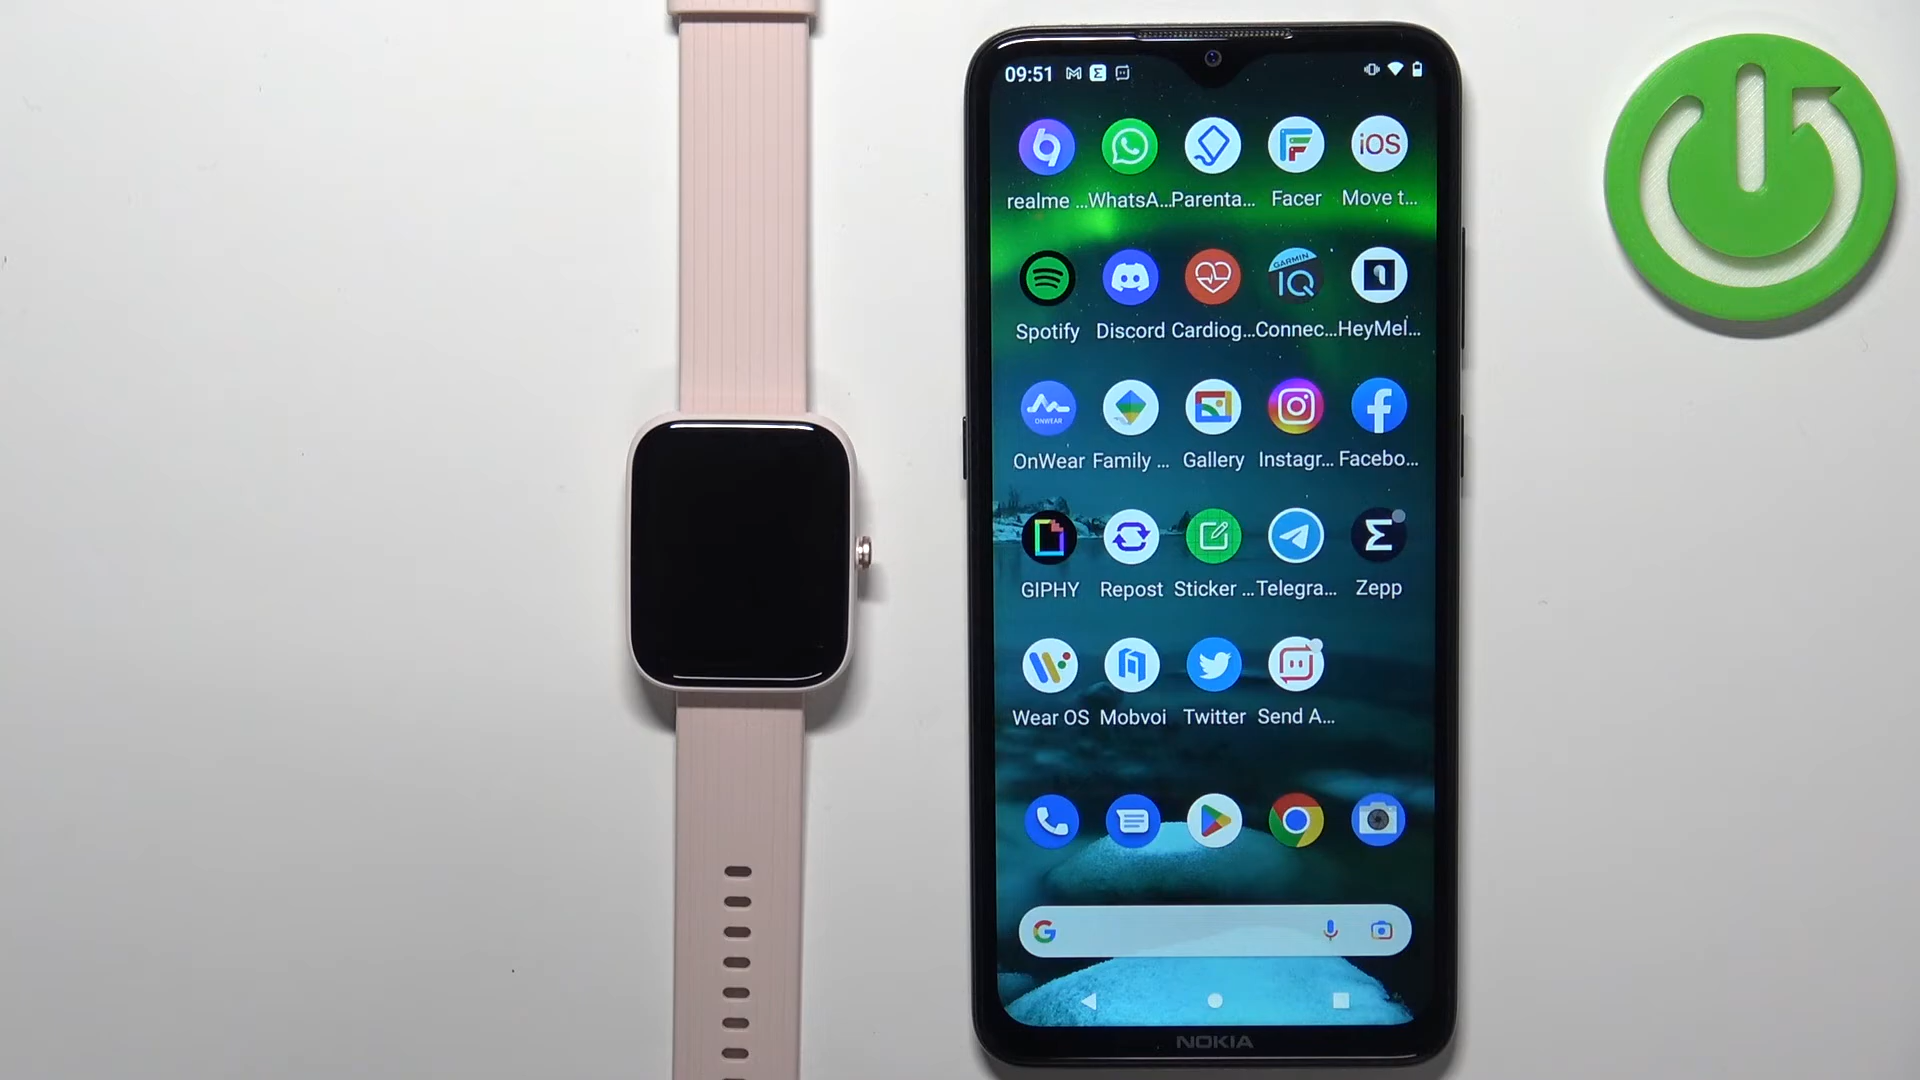 09:51
realme ... WhatsA... Parenta... Facer Move t...
iOS
GARMIN
IQ
Spotify Discord Cardiog... Connec... HeyMel...
ONWEAR
OnWear Family ... Gallery Instagr... Facebo...
GIPHY Repost Sticker ... Telegra... Zepp
Wear OS Mobvoi Twitter Send A...
NOKIA